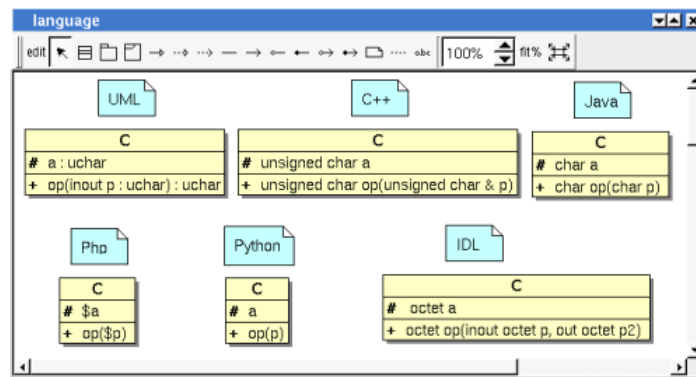 language
edit abc 100% fit%
UML C++ Java
C
# a : uchar
+ op(inout p : uchar) : uchar
C
# unsigned char a
+ unsigned char op(unsigned char & p)
C
# char a
+ char op(char p)
Php Python IDL
C
# $a
+ op($p)
C
# a
+ op(p)
C
# octet a
+ octet op(inout octet p, out octet p2)